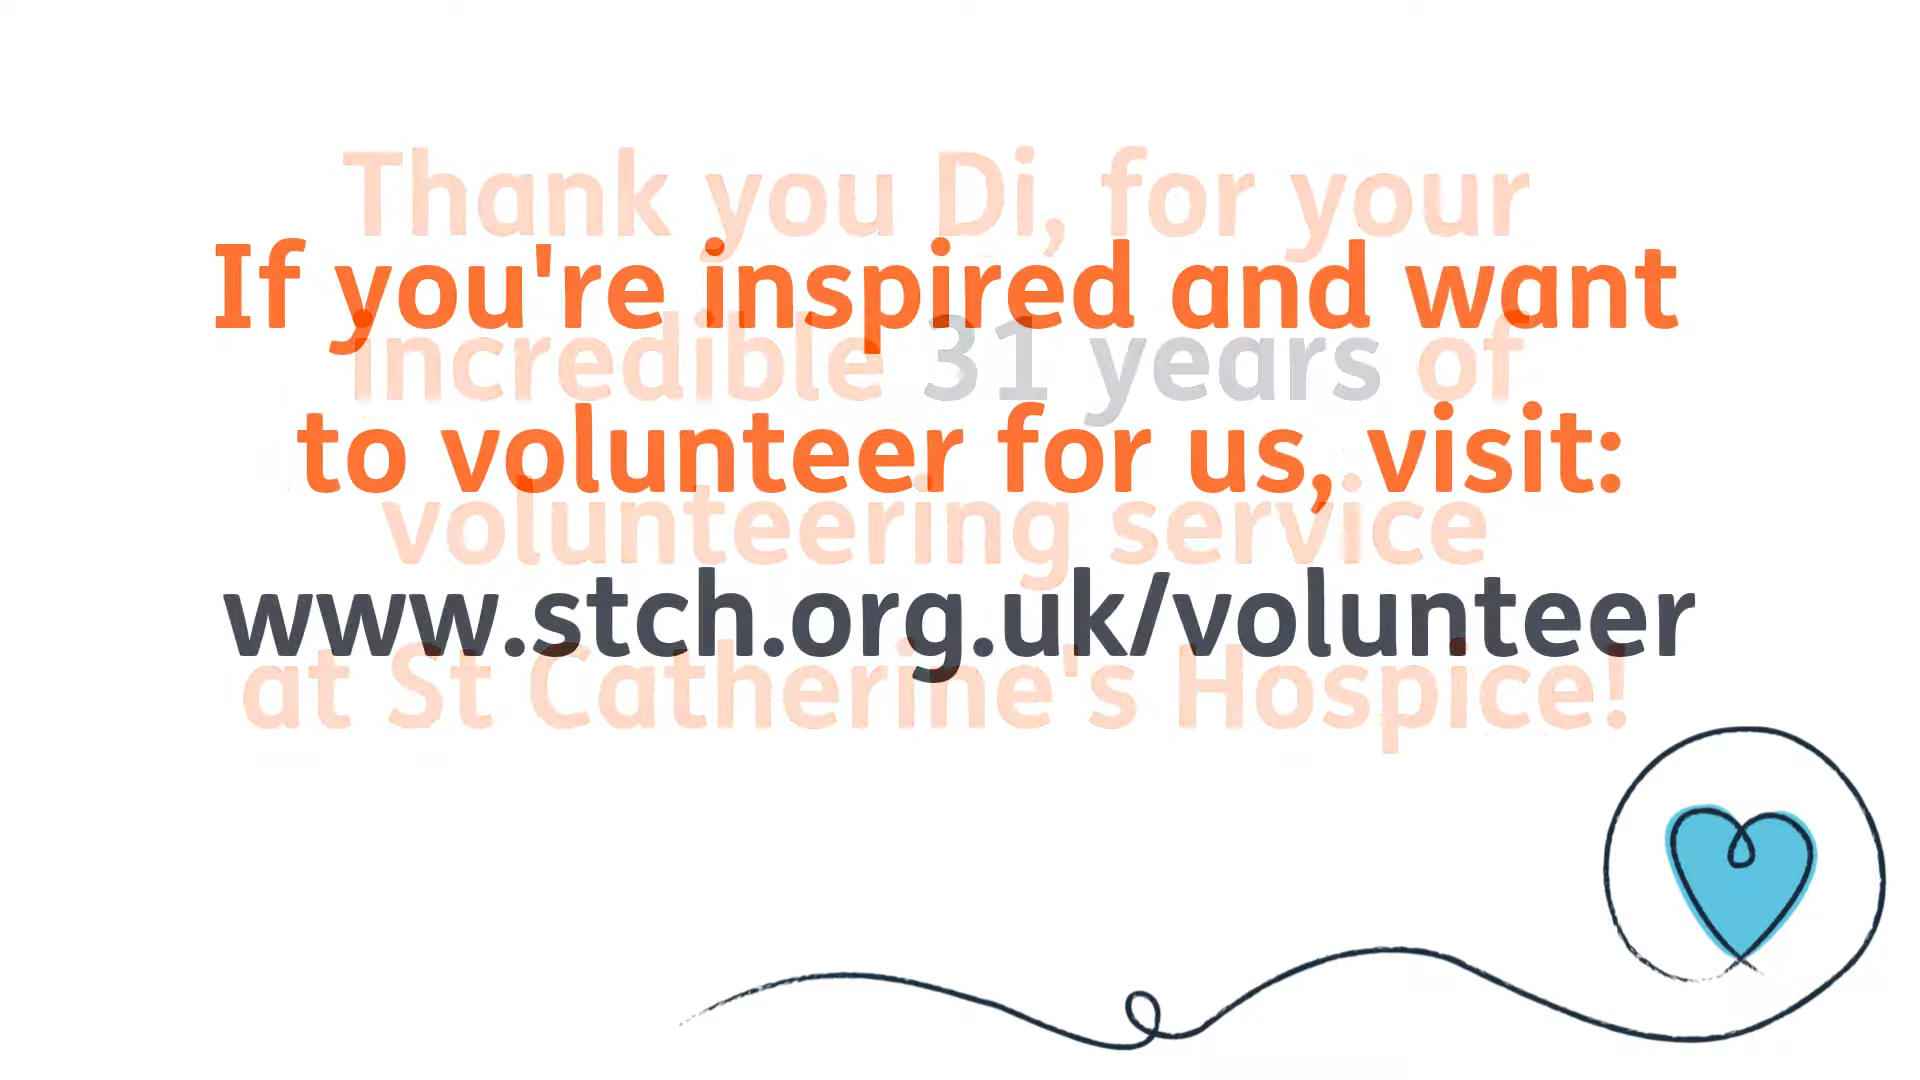 Thank you Di, for your
If you're inspired and want
incredible 31 years of
to volunteer for us, visit:
volunteering service
www.stch.org.uk/volunteer
at St Catherine's Hospice!